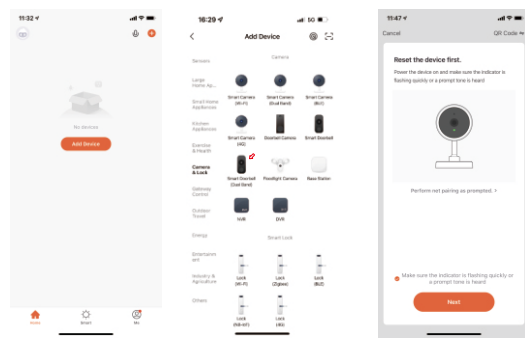 11:32
No devices
Add Device
Home
Smart
Me
16:29
5G
Add Device
Camera
Sensors
Large
Home Ap...
Smart Home
Appliances
Kitchen
Appliances
Exercise
& Health
Camera
& Lock
Gateway
Control
Outdoor
Travel
Energy
Entertainm
ent
Industry &
Agriculture
Others
Smart Camera
(Wi-Fi)
Smart Camera
(Dual Band)
Smart Camera
(BLE)
Smart Camera
(4G)
Doorbell Camera
Smart Doorbell
Smart Doorbell
(Dual Band)
Floodlight Camera
Base Station
NVR
DVR
Smart Lock
Lock
(Wi-Fi)
Lock
(Zigbee)
Lock
(BLE)
Lock
(NB-IoT)
Lock
(4G)
11:47
Cancel
QR Code
Reset the device first.
Power the device on and make sure the indicator is
flashing quickly or a prompt tone is heard
Perform net pairing as prompted. >
Make sure the indicator is flashing quickly or
a prompt tone is heard
Next